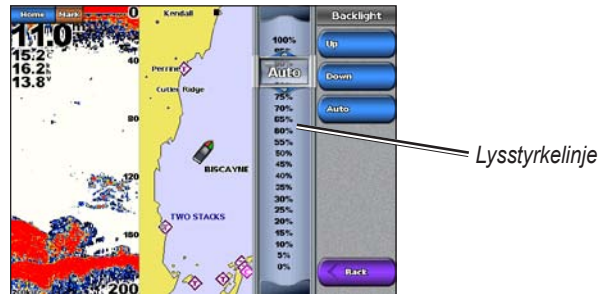 Home
Mark
0
11.0
15.2 c
16.2
13.8 v
40
80
120
160
200
Kendall
Perrine
Cutler Ridge
BISCAYNE
TWO STACKS
100%
Auto
75%
70%
65%
60%
55%
50%
45%
40%
35%
30%
25%
20%
15%
10%
5%
0%
Backlight
Up
Down
Auto
Back
Lysstyrkelinje